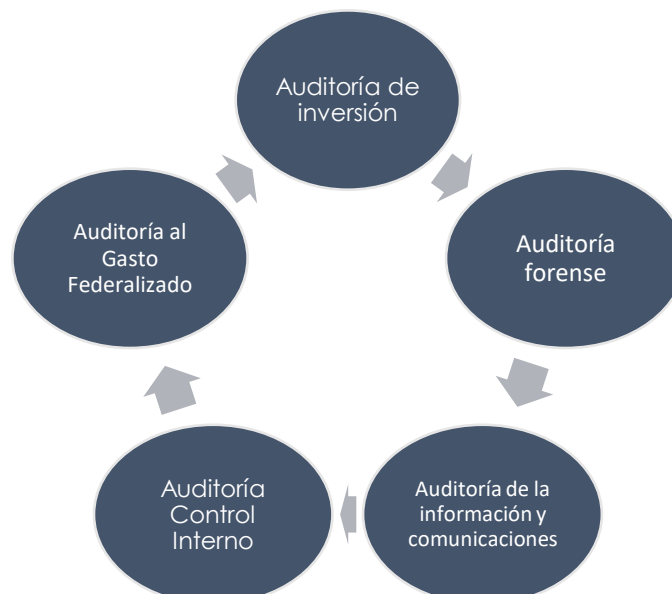 Auditoría de
inversión
Auditoría
forense
Auditoría de la
información y
comunicaciones
Auditoría
Control
Interno
Auditoría al
Gasto
Federalizado